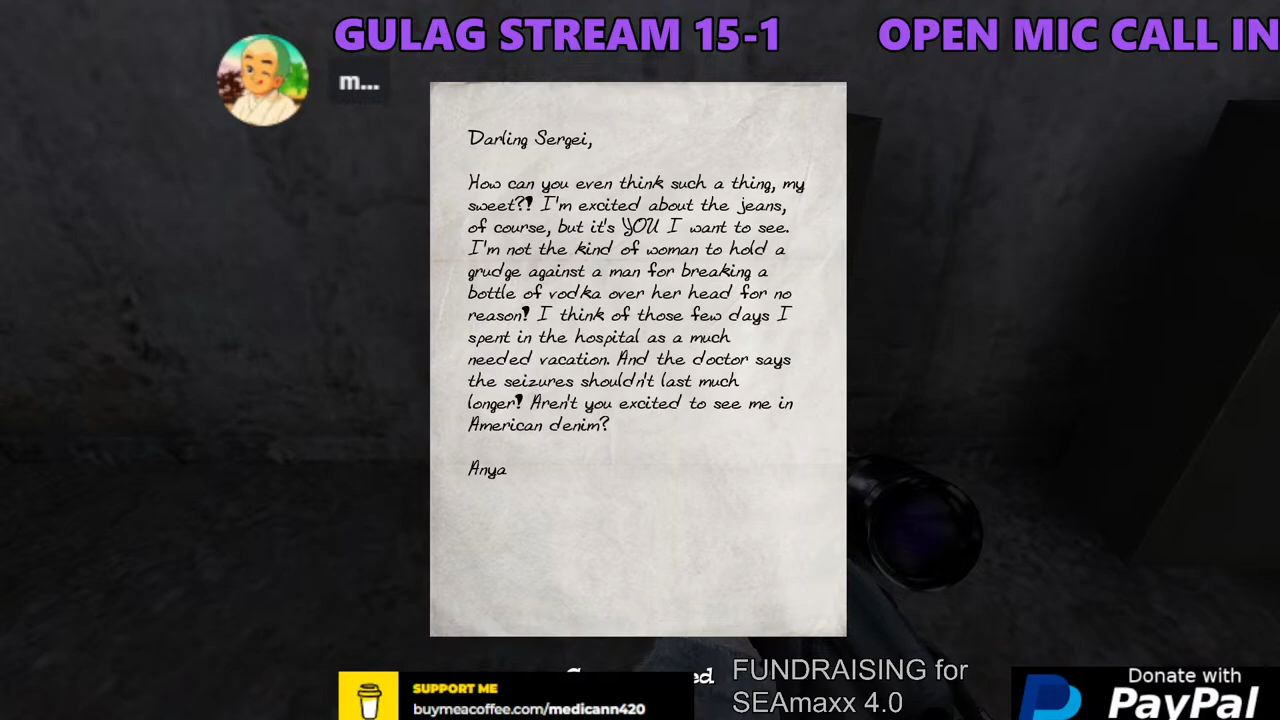 GULAG STREAM 15-1 OPEN MIC CALL IN
m...
Darling Sergei,
How can you even think such a thing, my
sweet?! I'm excited about the jeans,
of course, but it's YOU I want to see.
I'm not the kind of woman to hold a
grudge against a man for breaking a
bottle of vodka over her head for no
reason! I think of those few days I
spent in the hospital as a much
needed vacation. And the doctor says
the seizures shouldn't last much
longer! Aren't you excited to see me in
American denim?
Anya
SUPPORT ME
buymeacoffee.com/medicann420
FUNDRAISING for
SEAmaxx 4.0
Donate with
PayPal